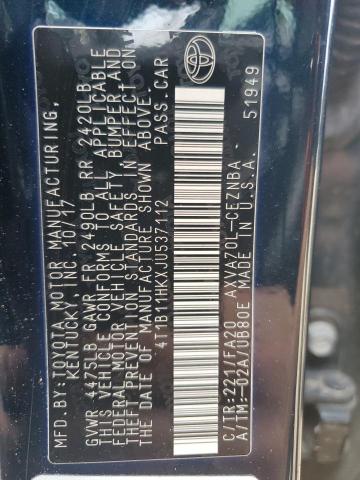 MFD. BY:TOYOTA MOTOR MANUFACTURING,
KENTUCKY, INC. 10/17
GVWR 4475LB GAWR FR 2490LB RR 2420LB
THIS VEHICLE CONFORMS TO ALL APPLICABLE
FEDERAL MOTOR VEHICLE SAFETY, BUMPER, AND
THEFT PREVENTION STANDARDS IN EFFECT ON
THE DATE OF MANUFACTURE SHOWN ABOVE.
4T1B11HKXJU537112 PASS.CAR
C/TR:221/FA20 AXVA70L-CEZNBA
A/TM:-02A/UB80E MADE IN U.S.A.
51949